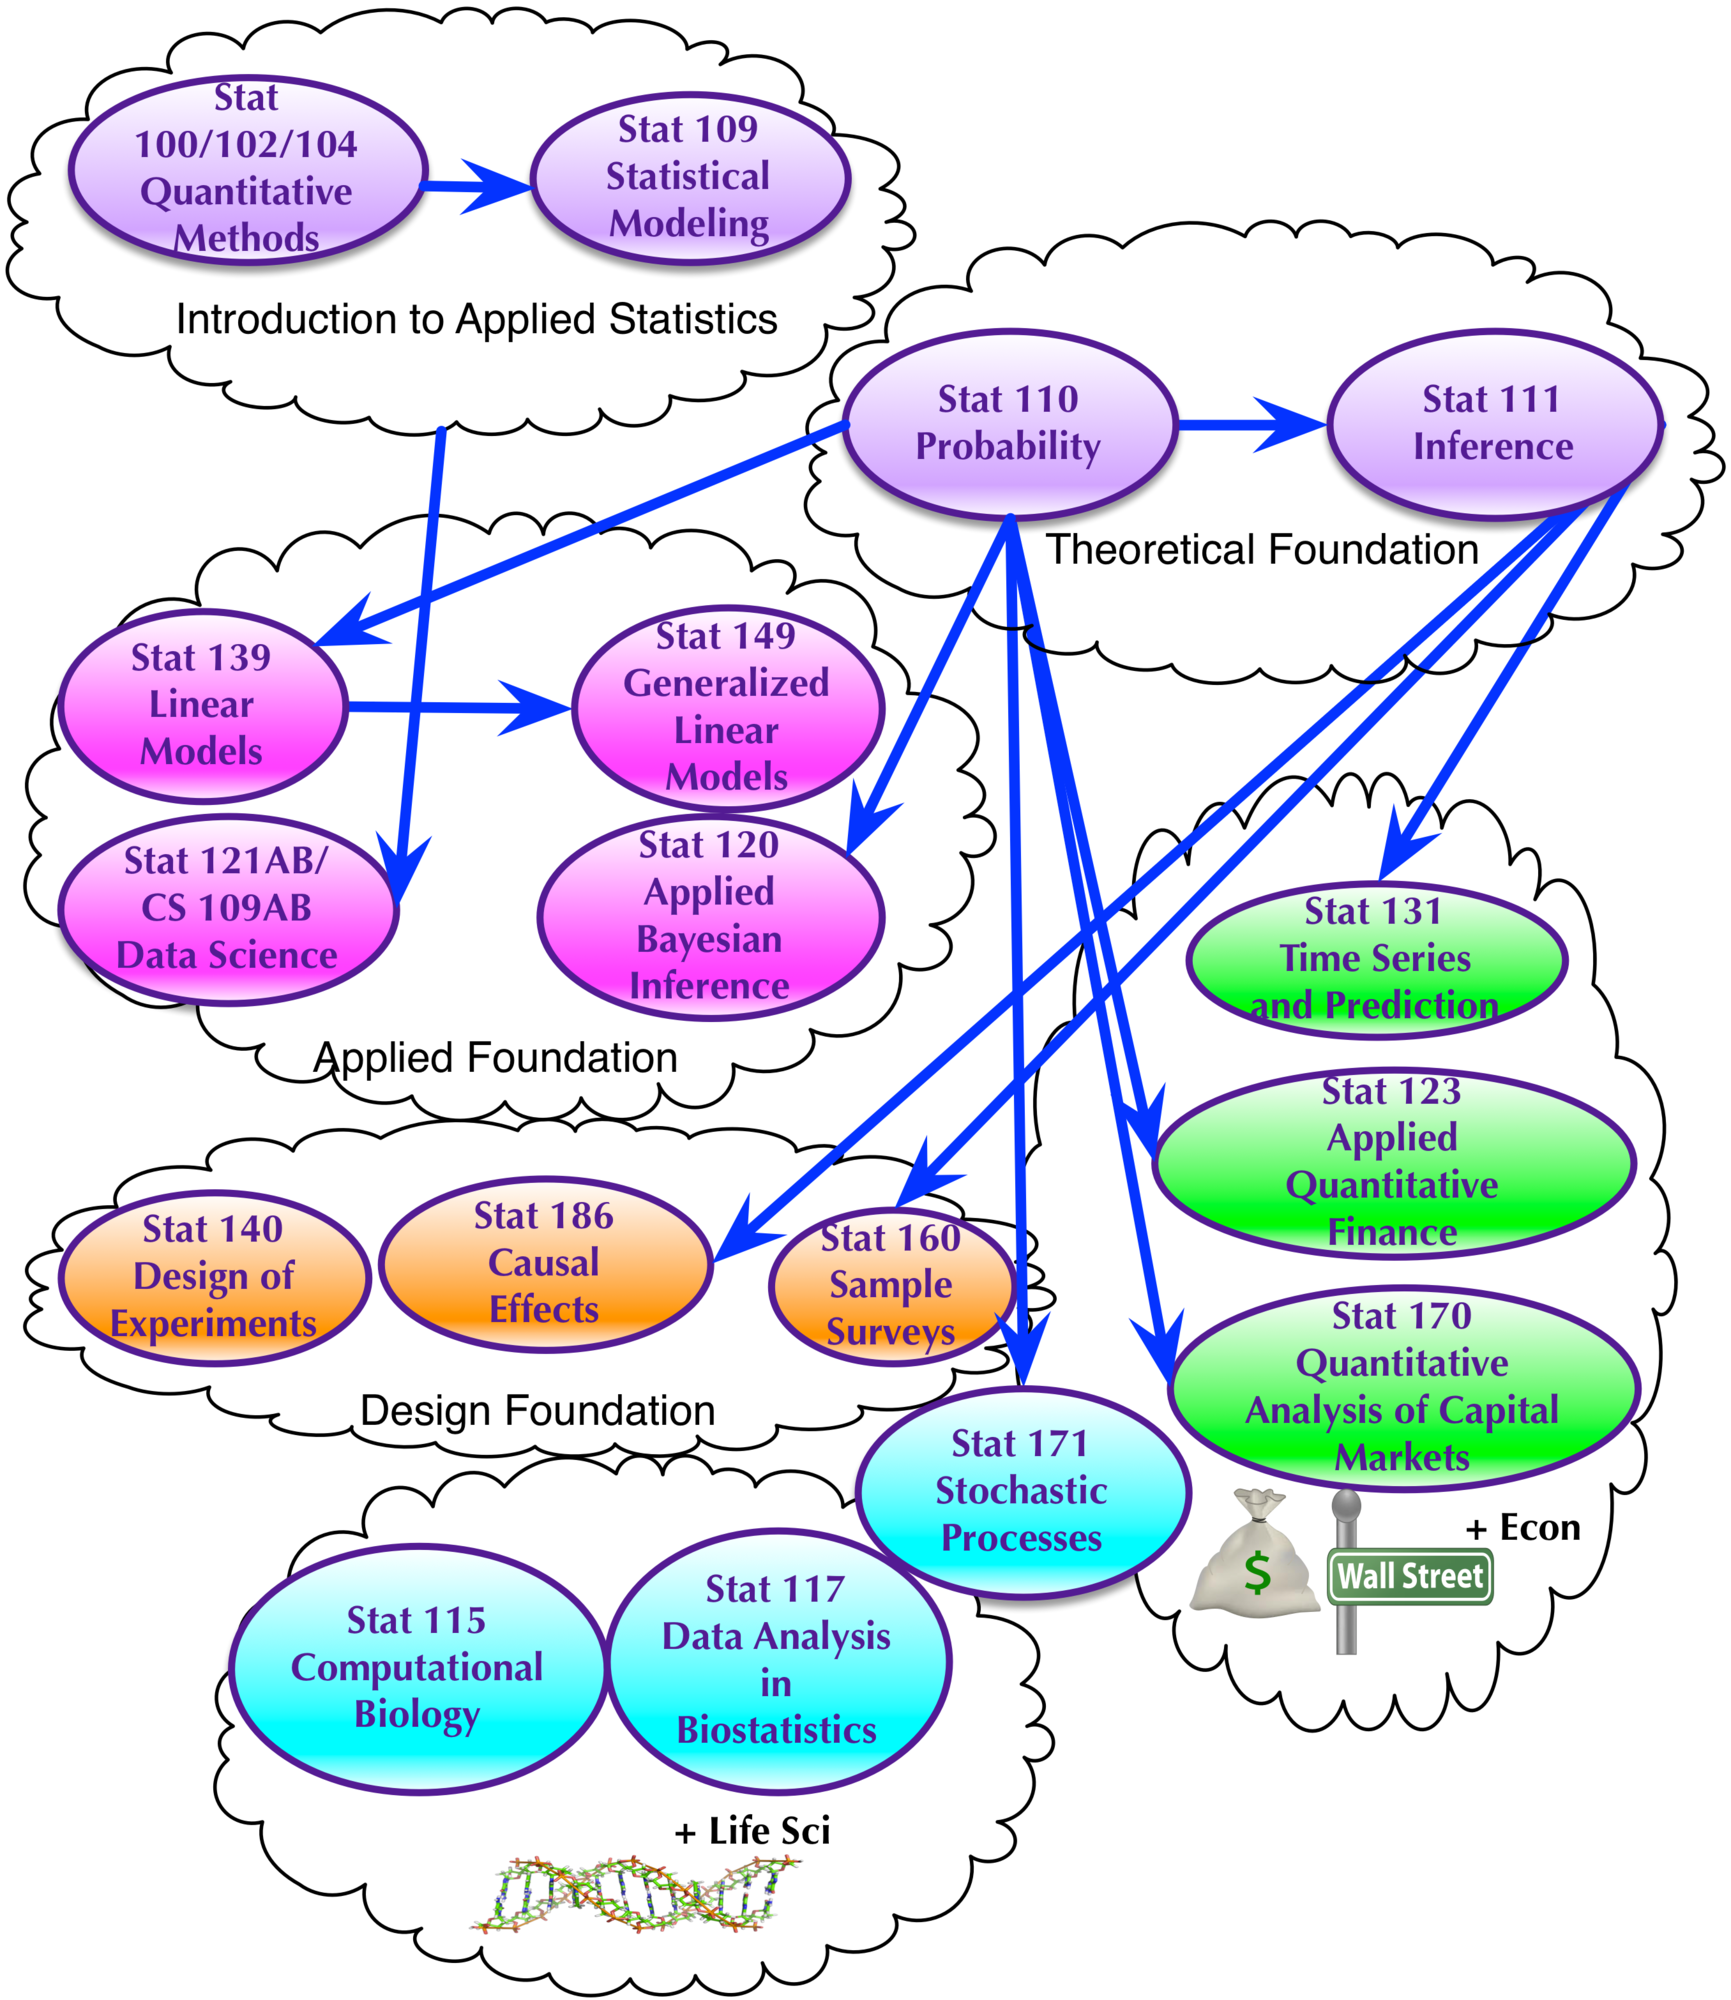 Stat
100/102/104
Quantitative
Methods
Stat 109
Statistical
Modeling
Introduction to Applied Statistics
Stat 110
Probability
Stat 111
Inference
Theoretical Foundation
Stat 139
Linear
Models
Stat 149
Generalized
Linear
Models
Stat 121AB/
CS 109AB
Data Science
Stat 120
Applied
Bayesian
Inference
Applied Foundation
Stat 131
Time Series
and Prediction
Stat 123
Applied
Quantitative
Finance
Stat 170
Quantitative
Analysis of Capital
Markets
+ Econ
$
Wall Street
Stat 140
Design of
Experiments
Stat 186
Causal
Effects
Stat 160
Sample
Surveys
Design Foundation
Stat 171
Stochastic
Processes
Stat 115
Computational
Biology
Stat 117
Data Analysis
in
Biostatistics
+ Life Sci